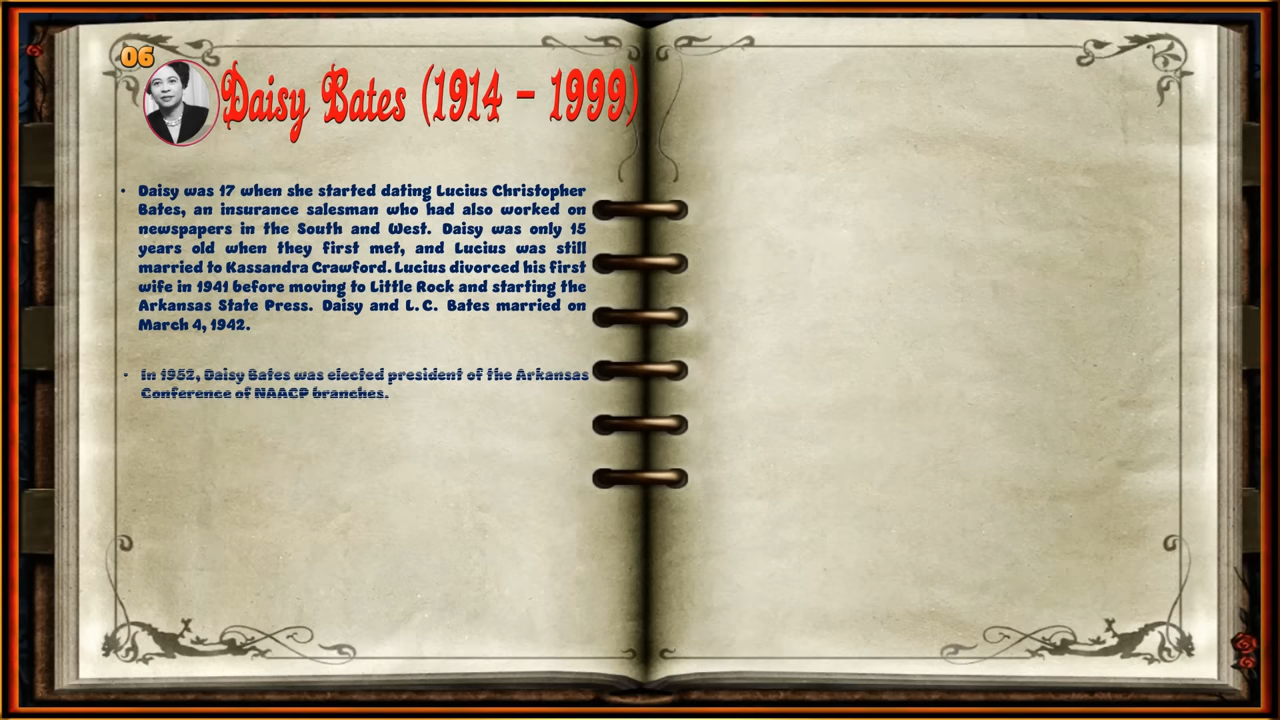 06
Daisy Bates (1914 - 1999)
• Daisy was 17 when she started dating Lucius Christopher
Bates, an insurance salesman who had also worked on
newspapers in the South and West. Daisy was only 15
years old when they first met, and Lucius was still
married to Kassandra Crawford. Lucius divorced his first
wife in 1941 before moving to Little Rock and starting the
Arkansas State Press. Daisy and L.C. Bates married on
March 4, 1942.
• In 1952, Daisy Bates was elected president of the Arkansas
Conference of NAACP branches.